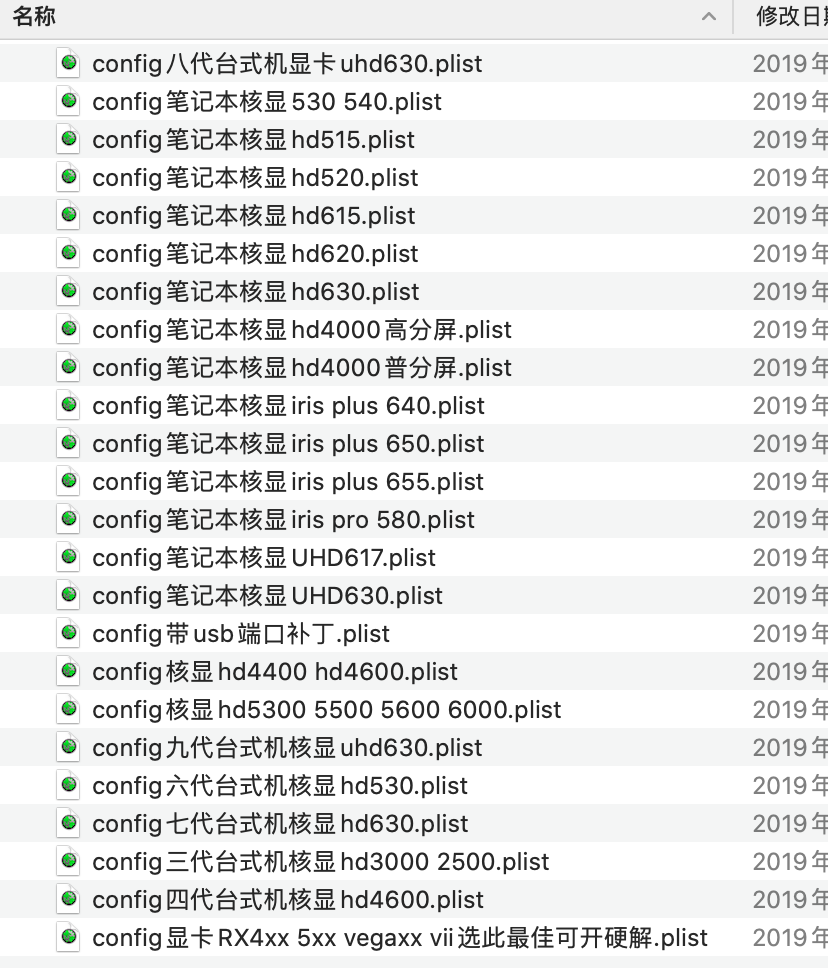 名称 修改日期
config八代台式机显卡uhd630.plist 2019年
config笔记本核显530 540.plist 2019年
config笔记本核显hd515.plist 2019年
config笔记本核显hd520.plist 2019年
config笔记本核显hd615.plist 2019年
config笔记本核显hd620.plist 2019年
config笔记本核显hd630.plist 2019年
config笔记本核显hd4000高分屏.plist 2019年
config笔记本核显hd4000普分屏.plist 2019年
config笔记本核显iris plus 640.plist 2019年
config笔记本核显iris plus 650.plist 2019年
config笔记本核显iris plus 655.plist 2019年
config笔记本核显iris pro 580.plist 2019年
config笔记本核显UHD617.plist 2019年
config笔记本核显UHD630.plist 2019年
config带usb端口补丁.plist 2019年
config核显hd4400 hd4600.plist 2019年
config核显hd5300 5500 5600 6000.plist 2019年
config九代台式机核显uhd630.plist 2019年
config六代台式机核显hd530.plist 2019年
config七代台式机核显hd630.plist 2019年
config三代台式机核显hd3000 2500.plist 2019年
config四代台式机核显hd4600.plist 2019年
config显卡RX4xx 5xx vegaxx vii选此最佳可开硬解.plist 2019年